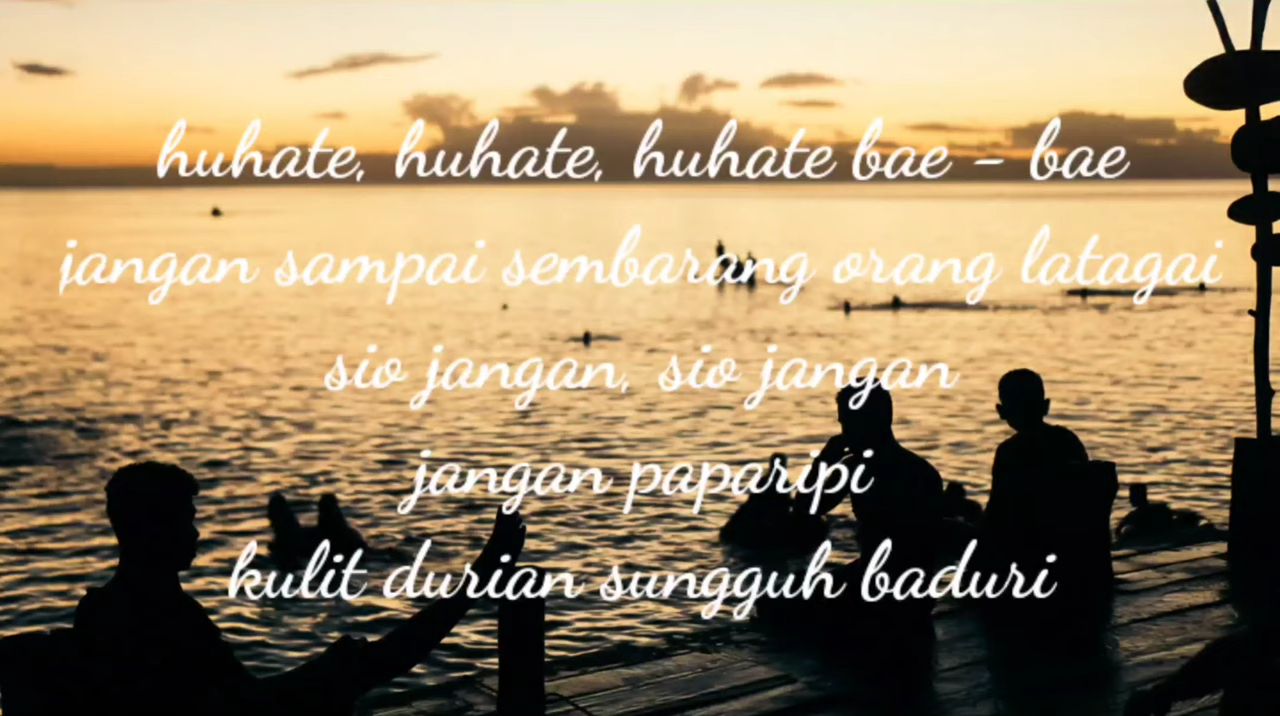 huhate, huhate, huhate bae - bae
jangan sampai sembarang orang latagai
sio jangan, sio jangan
jangan paparipi
kulit durian sungguh baduri